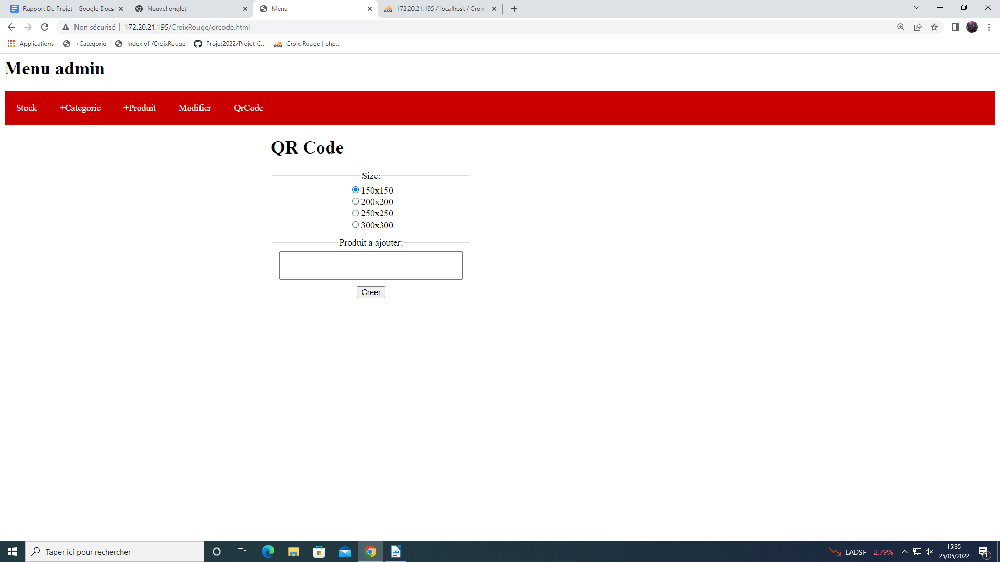 Rapport De Projet - Google Docs
Nouvel onglet
Menu
172.20.21.195 / localhost / Croix
Non sécurisé
172.20.21.195/CroixRouge/qrcode.html
Applications
+Categorie
Index of /CroixRouge
Projet2022/Projet-C...
PMA
Croix Rouge | php...
Menu admin
Stock
+Categorie
+Produit
Modifier
QrCode
QR Code
Size:
150x150
200x200
250x250
300x300
Produit a ajouter:
Creer
Taper ici pour rechercher
EADSF -2,79%
15:35
25/05/2022
1